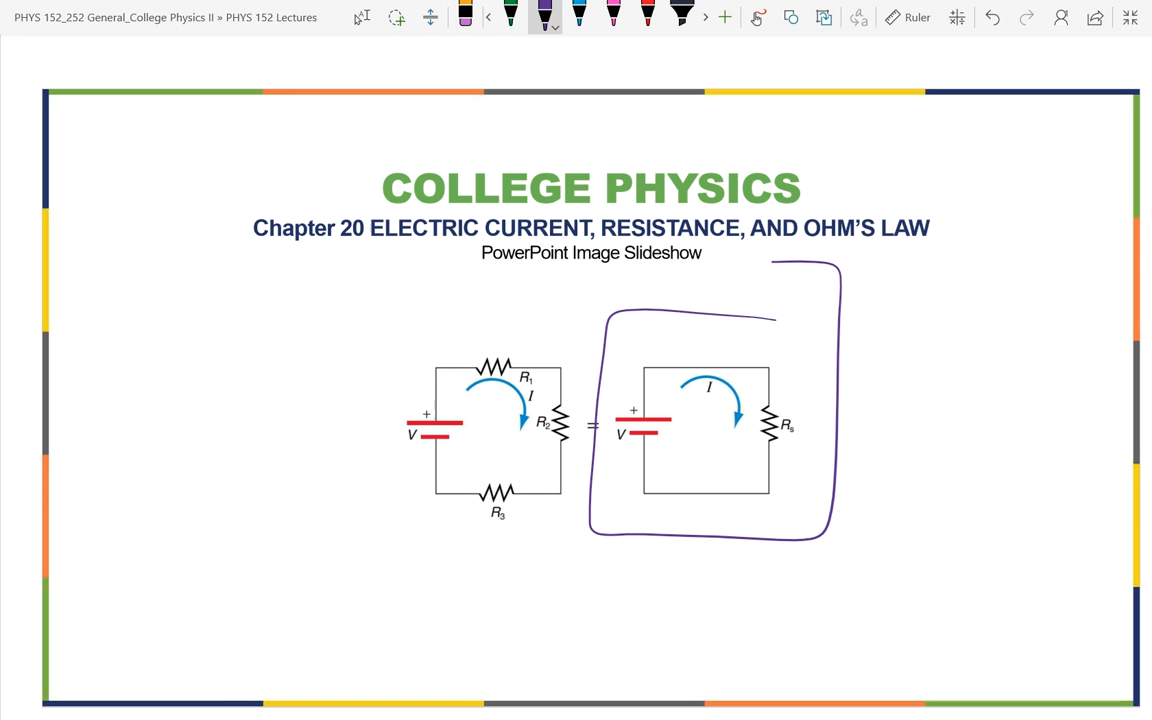 PHYS 152_252 General_College Physics II » PHYS 152 Lectures
Ruler
COLLEGE PHYSICS
Chapter 20 ELECTRIC CURRENT, RESISTANCE, AND OHM'S LAW
PowerPoint Image Slideshow
R₁
I
R₂
+
V
R₃
=
I
+
V
Rₛ